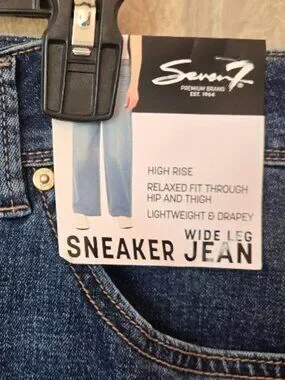 Seven7
PREMIUM BRAND
EST. 1964
HIGH RISE
RELAXED FIT THROUGH
HIP AND THIGH
LIGHTWEIGHT & DRAPEY
WIDE LEG
SNEAKER JEAN